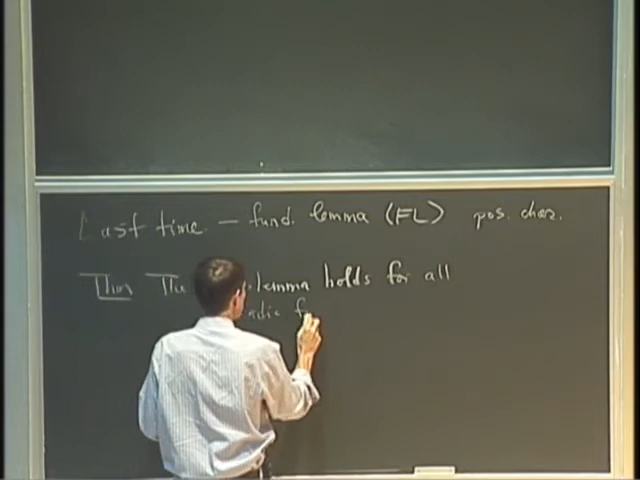 Last time – fund. lemma (FL) pos. char.
Thm The lemma holds for all
adic f